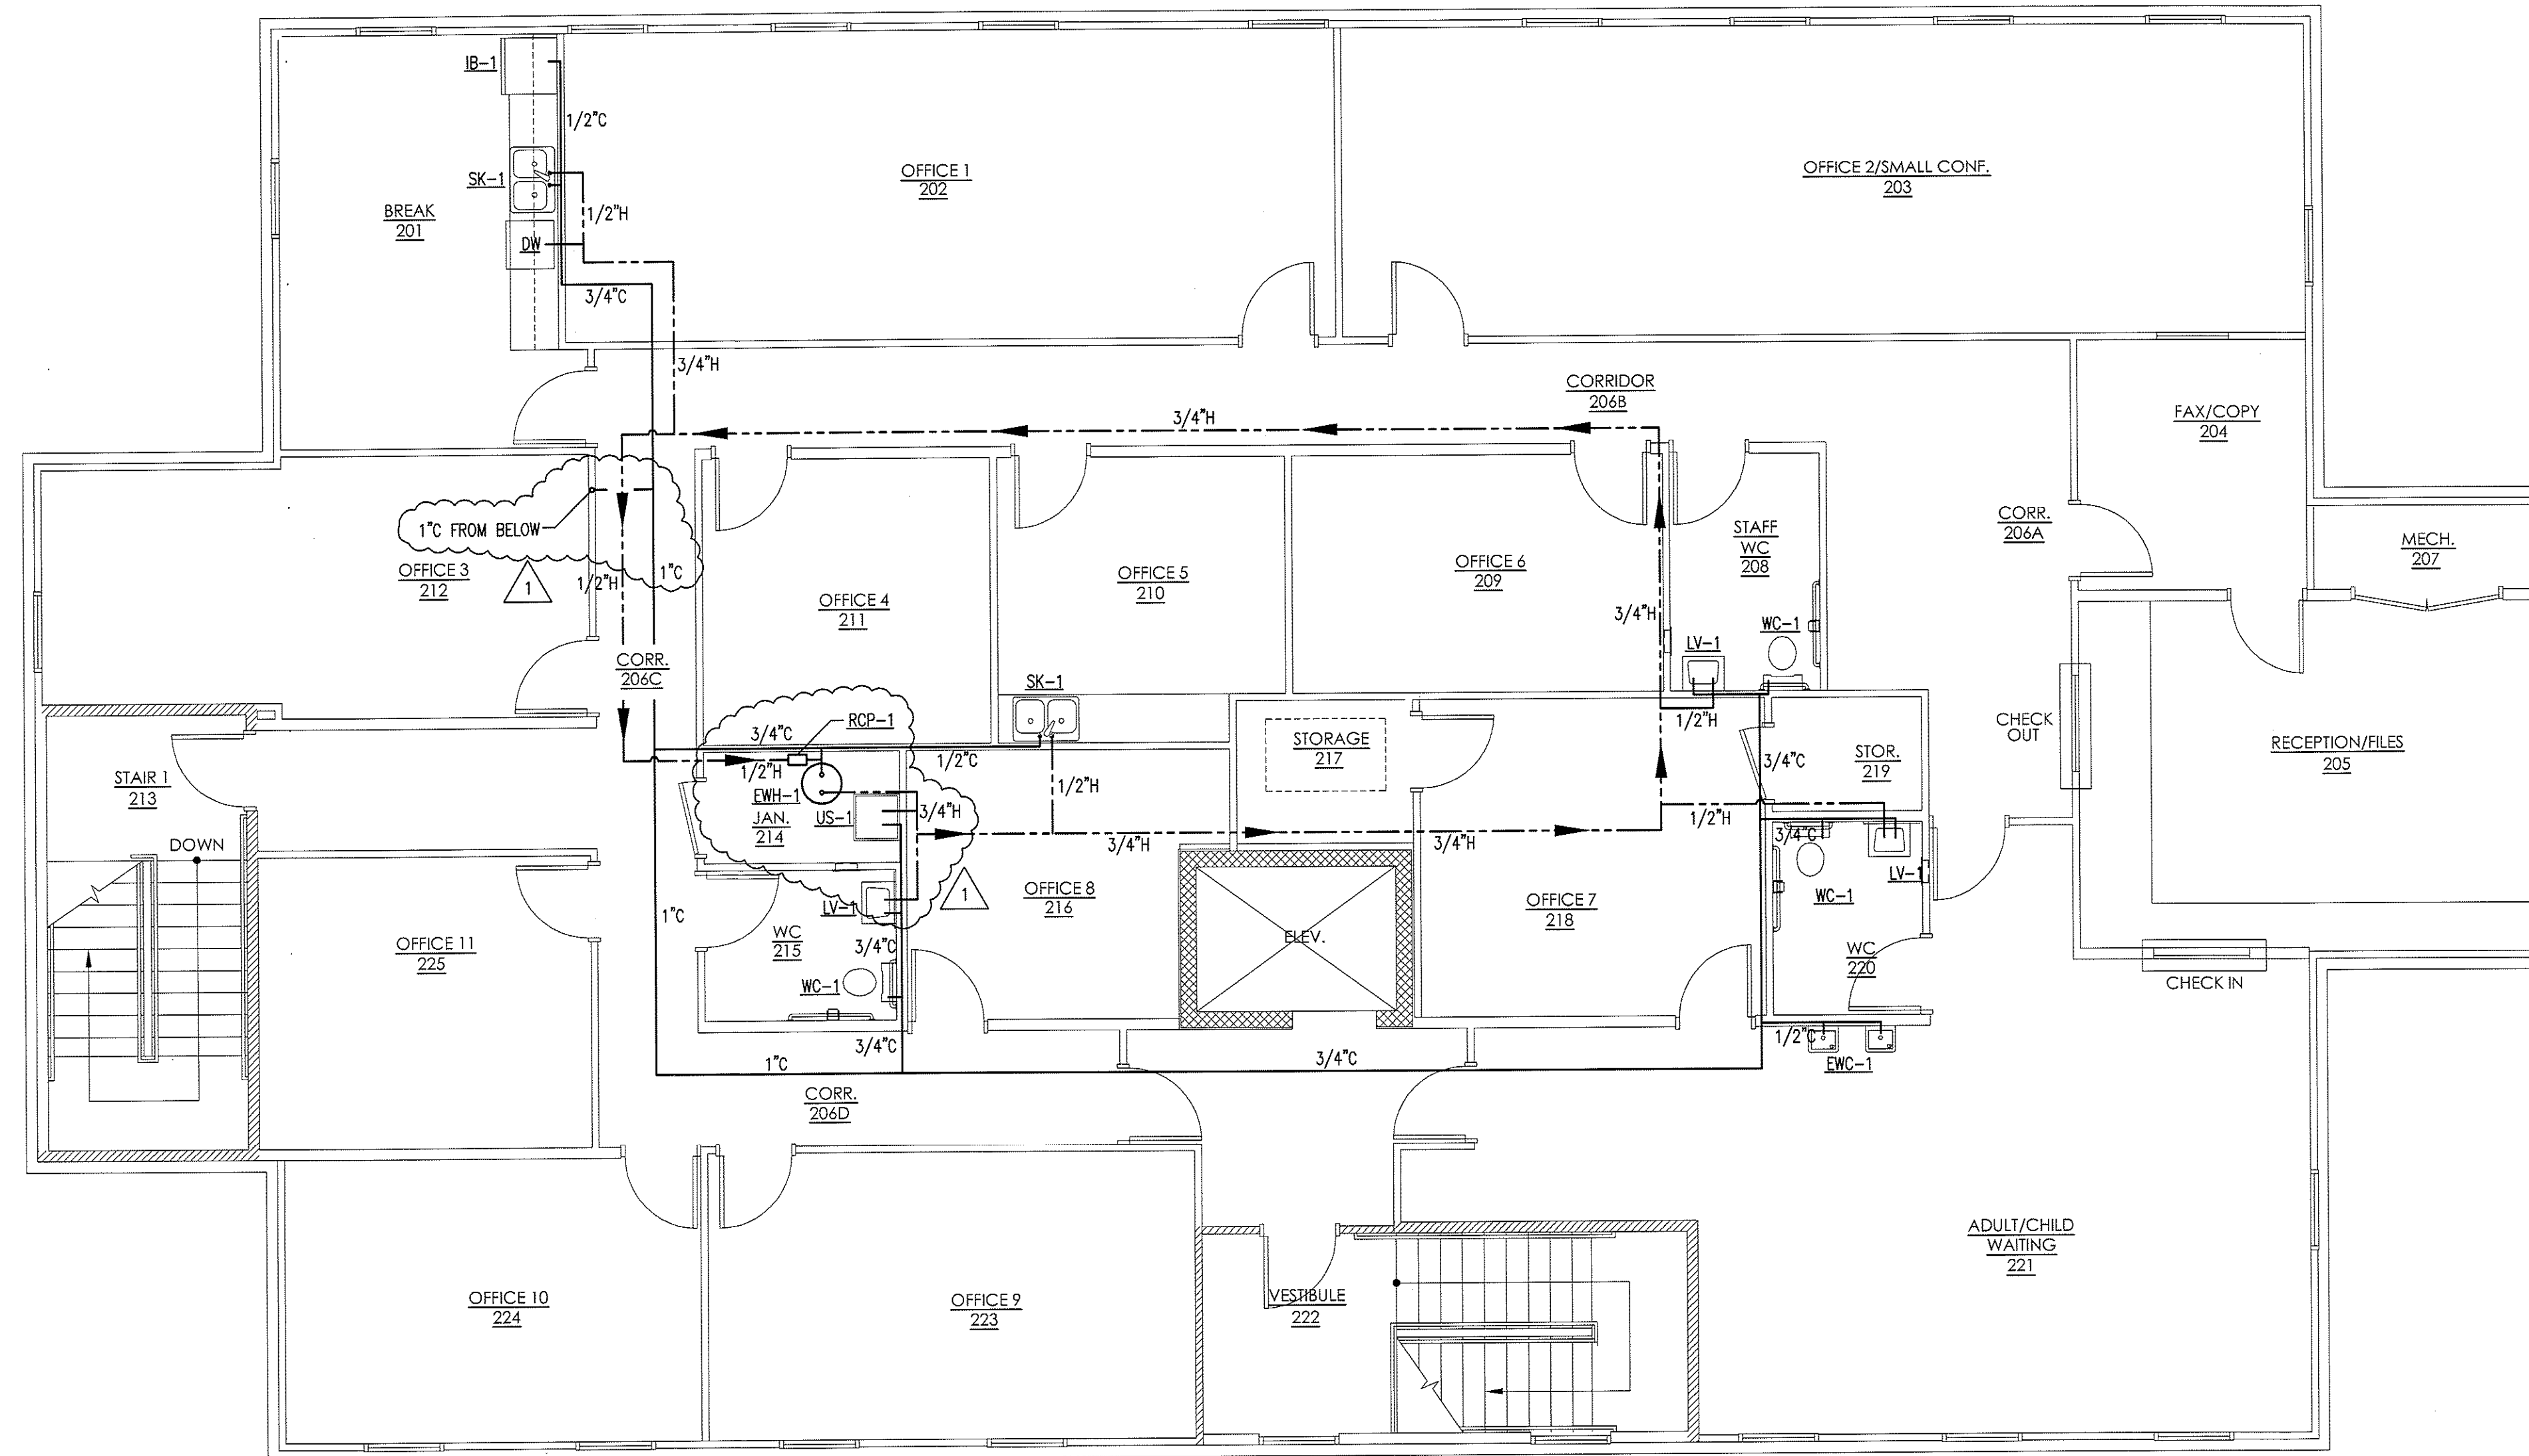 IB-1
1/2"C
SK-1
1/2"H
DW
3/4"C
BREAK
201
OFFICE 1
202
OFFICE 2/SMALL CONF.
203
3/4"H
CORRIDOR
206B
3/4"H
FAX/COPY
204
1"C FROM BELOW
1/2"H
1"C
1
OFFICE 3
212
CORR.
206C
OFFICE 4
211
OFFICE 5
210
OFFICE 6
209
3/4"H
STAFF
WC
208
WC-1
LV-1
1/2"H
CORR.
206A
MECH.
207
CHECK
OUT
RECEPTION/FILES
205
SK-1
3/4"C
RCP-1
1/2"C
1/2"H
EWH-1
JAN.
214
US-1
3/4"H
1/2"H
STORAGE
217
3/4"C
STOR.
219
STAIR 1
213
DOWN
3/4"H
3/4"H
1/2"H
3/4"C
LV-1
WC-1
WC
220
OFFICE 11
225
1"C
LV-1
1
WC
215
3/4"C
WC-1
OFFICE 8
216
ELEV.
OFFICE 7
218
CHECK IN
3/4"C
1"C
3/4"C
1/2"C
EWC-1
CORR.
206D
OFFICE 10
224
OFFICE 9
223
VESTIBULE
222
ADULT/CHILD
WAITING
221